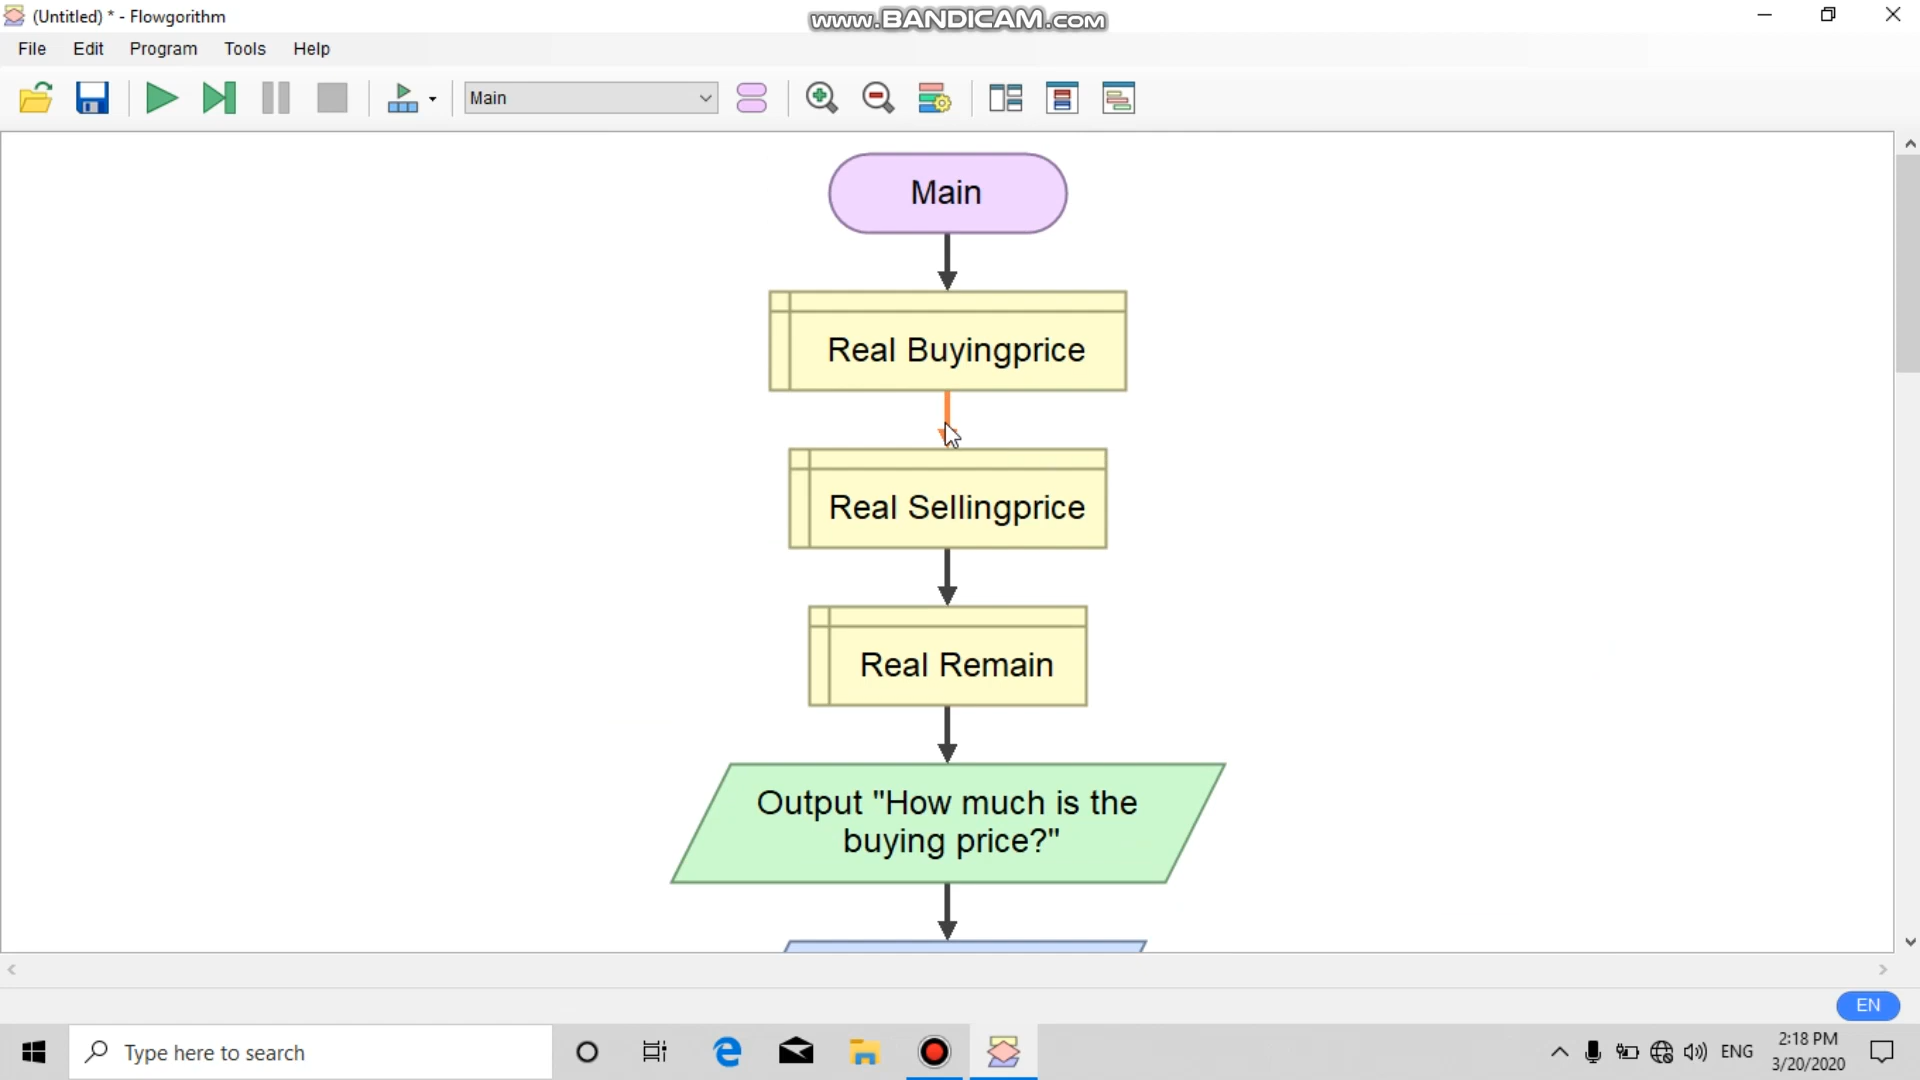 (Untitled) * - Flowgorithm
www.BANDICAM.com
File Edit Program Tools Help
Main
Main
Real Buyingprice
Real Sellingprice
Real Remain
Output "How much is the
buying price?"
EN
Type here to search
ENG
2:18 PM
3/20/2020